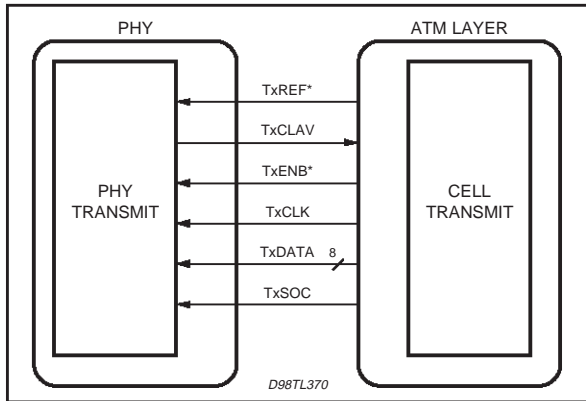 PHY
ATM LAYER
TxREF*
TxCLAV
TxENB*
TxCLK
TxDATA 8
TxSOC
PHY
TRANSMIT
CELL
TRANSMIT
D98TL370